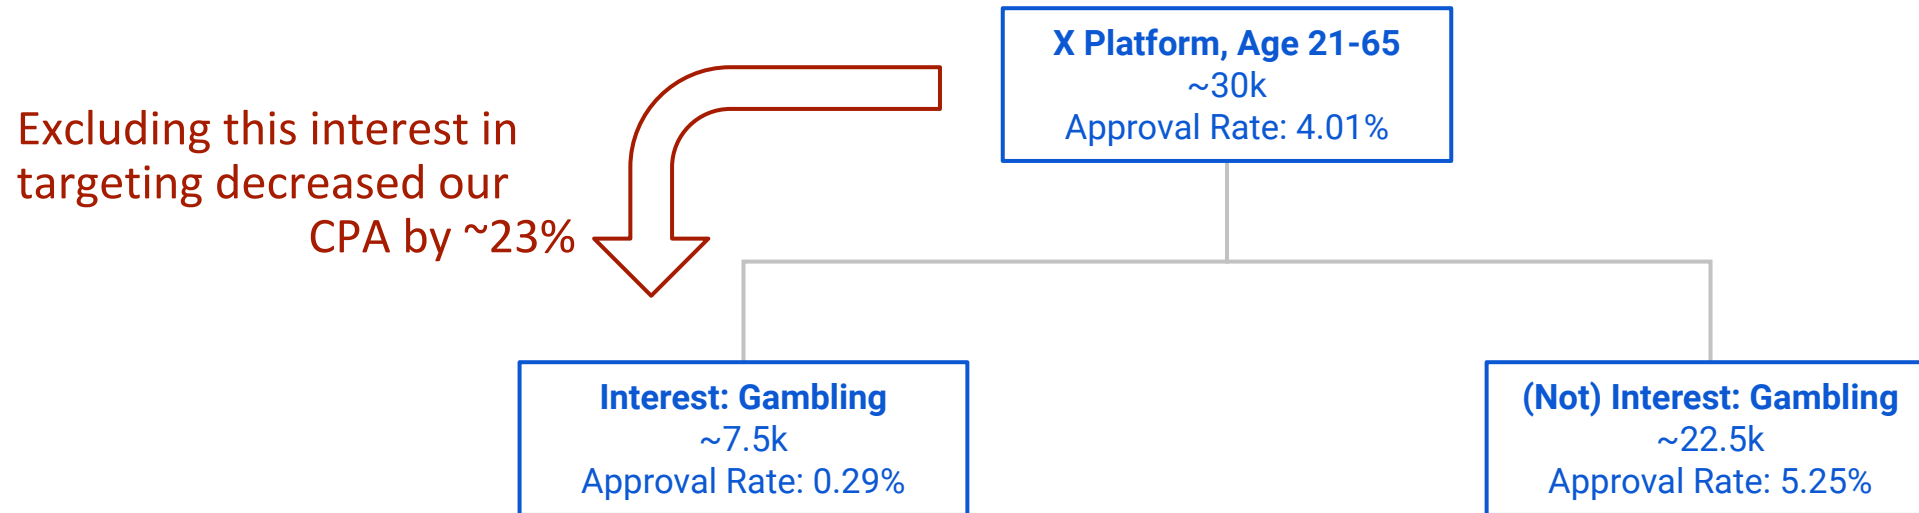 X Platform, Age 21-65
~30k
Approval Rate: 4.01%
Excluding this interest in
targeting decreased our
CPA by ~23%
Interest: Gambling
~7.5k
Approval Rate: 0.29%
(Not) Interest: Gambling
~22.5k
Approval Rate: 5.25%